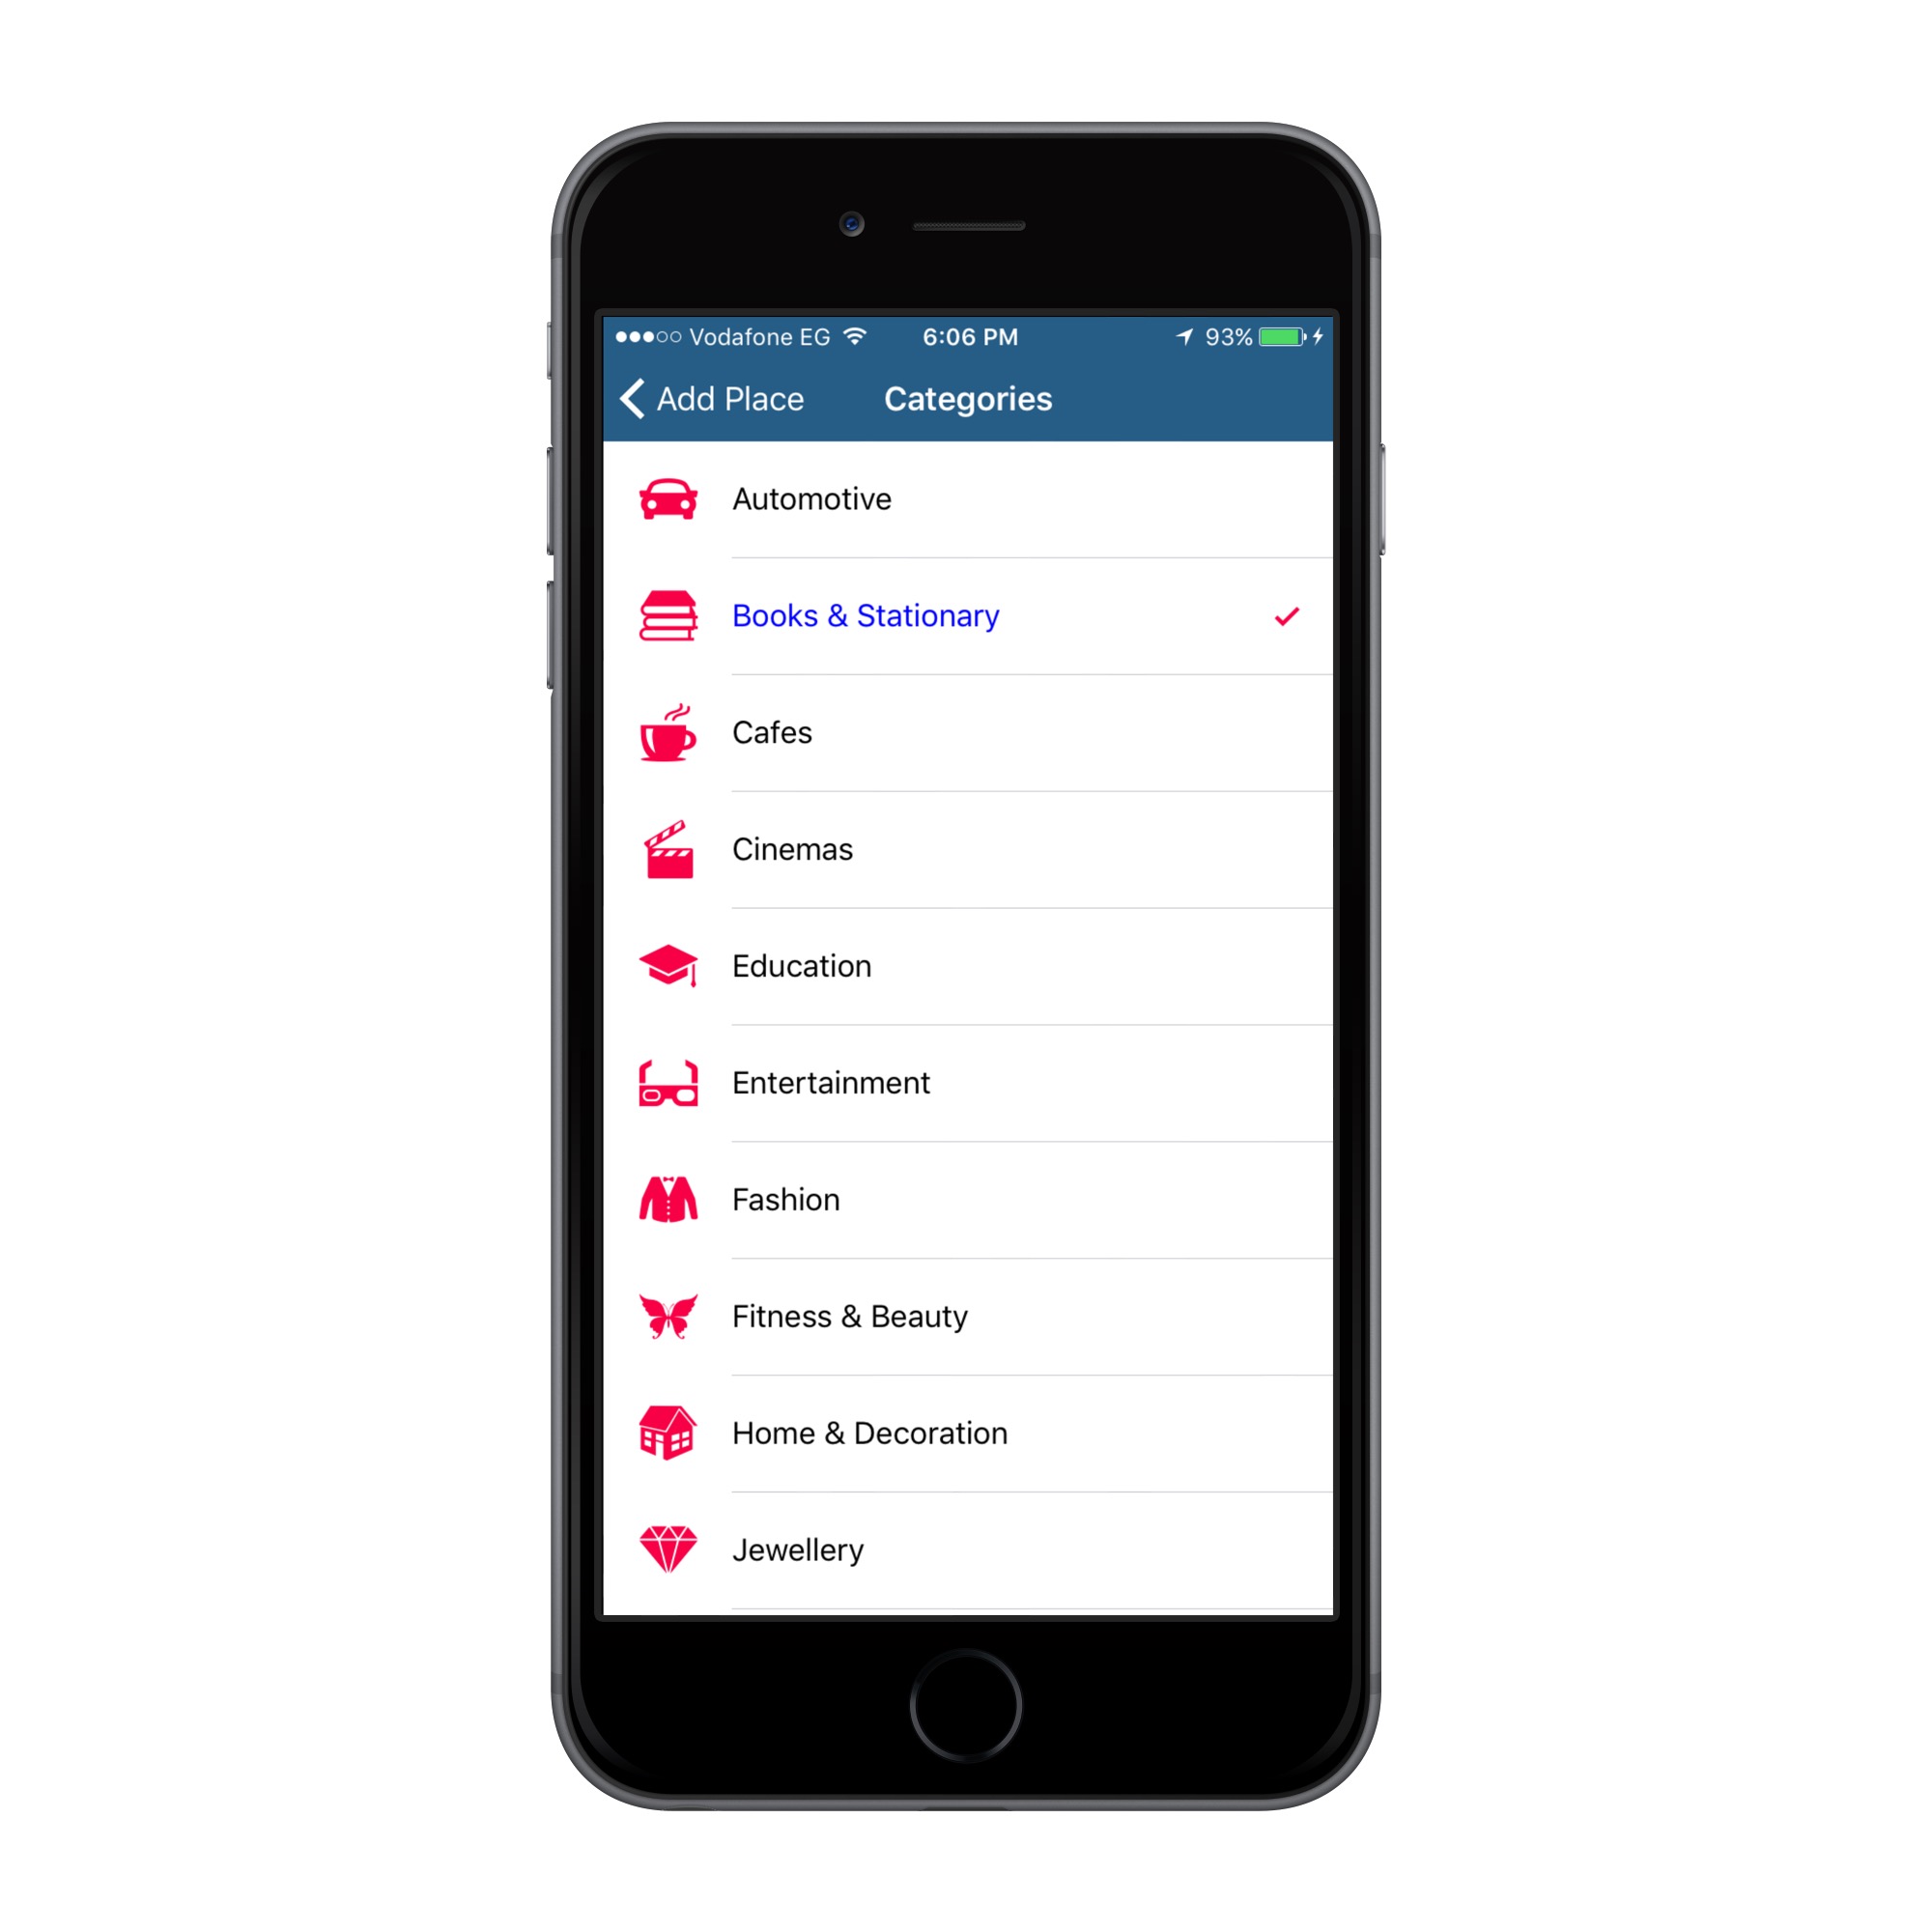 Vodafone EG 6:06 PM 93%
Add Place Categories
Automotive
Books & Stationary
Cafes
Cinemas
Education
Entertainment
Fashion
Fitness & Beauty
Home & Decoration
Jewellery